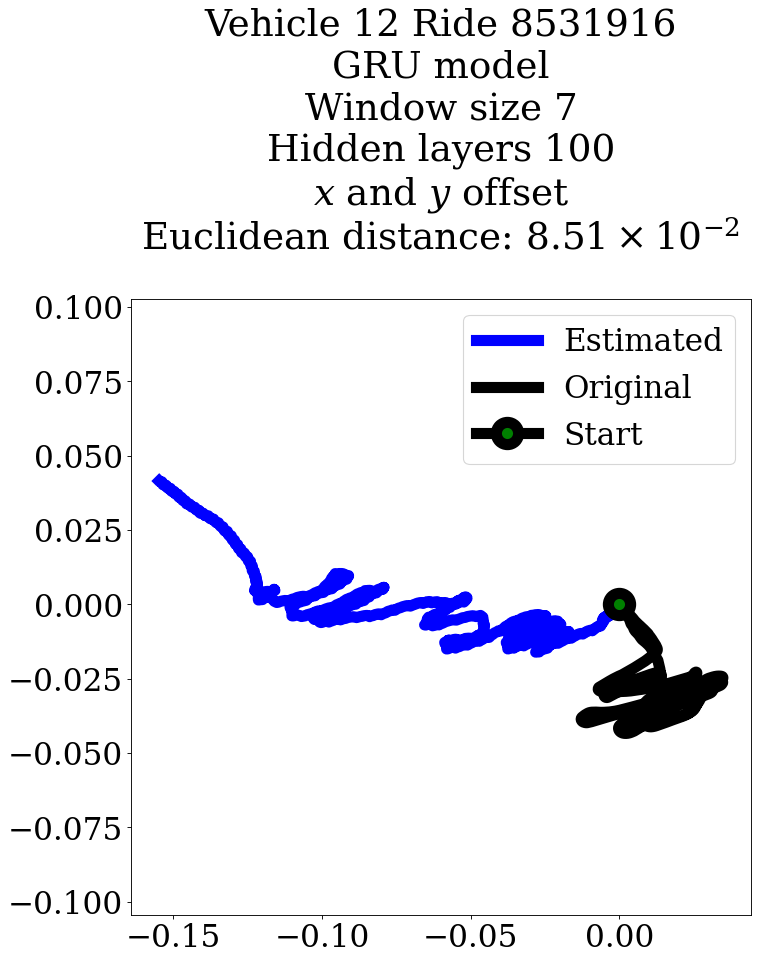 Vehicle 12 Ride 8531916
GRU model
Window size 7
Hidden layers 100
x and y offset
Euclidean distance: 8.51 × 10⁻²
Estimated
Original
Start
0.100
0.075
0.050
0.025
0.000
−0.025
−0.050
−0.075
−0.100
−0.15 −0.10 −0.05 0.00